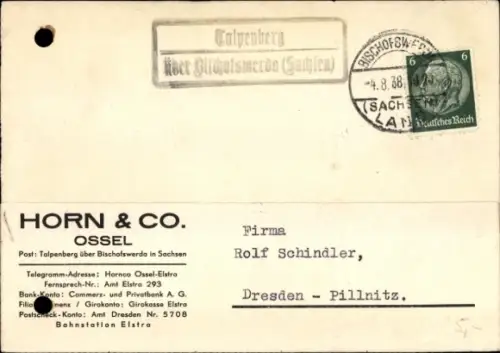 Talpenberg
über Bischofswerda (Sachsen)
BISCHOFSWERDA
-4.8.38
(SACHSEN)
LAND
6 6
Deutsches Reich
HORN & CO.
OSSEL
Post: Talpenberg über Bischofswerda in Sachsen
Telegramm-Adresse: Hornco Ossel-Elstra
Fernsprech-Nr.: Amt Elstra 293
Bank-Konto: Commerz- und Privatbank A. G.
Kamenz / Girokonto: Girokasse Elstra
Postscheck-Konto: Amt Dresden Nr. 5708
Bahnstation Elstra
Firma
Rolf Schindler,
Dresden - Pillnitz.